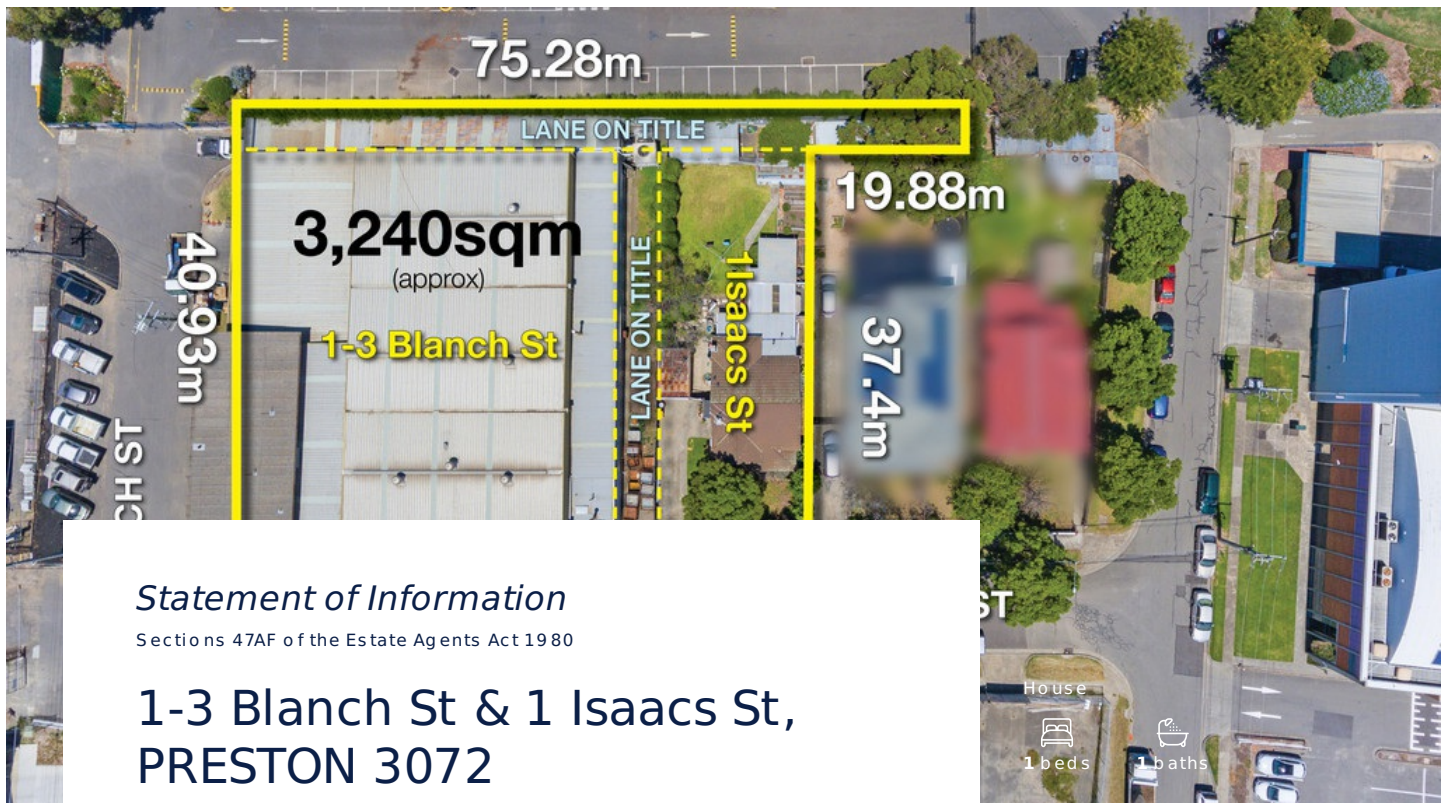 75.28m
LANE ON TITLE
19.88m
3,240sqm
(approx)
40.93m
LANE ON TITLE
1 Isaacs St
37.4m
1-3 Blanch St
CH ST
ST
Statement of Information
Sections 47AF of the Estate Agents Act 1980
1-3 Blanch St & 1 Isaacs St,
PRESTON 3072
House
1 beds
1 baths